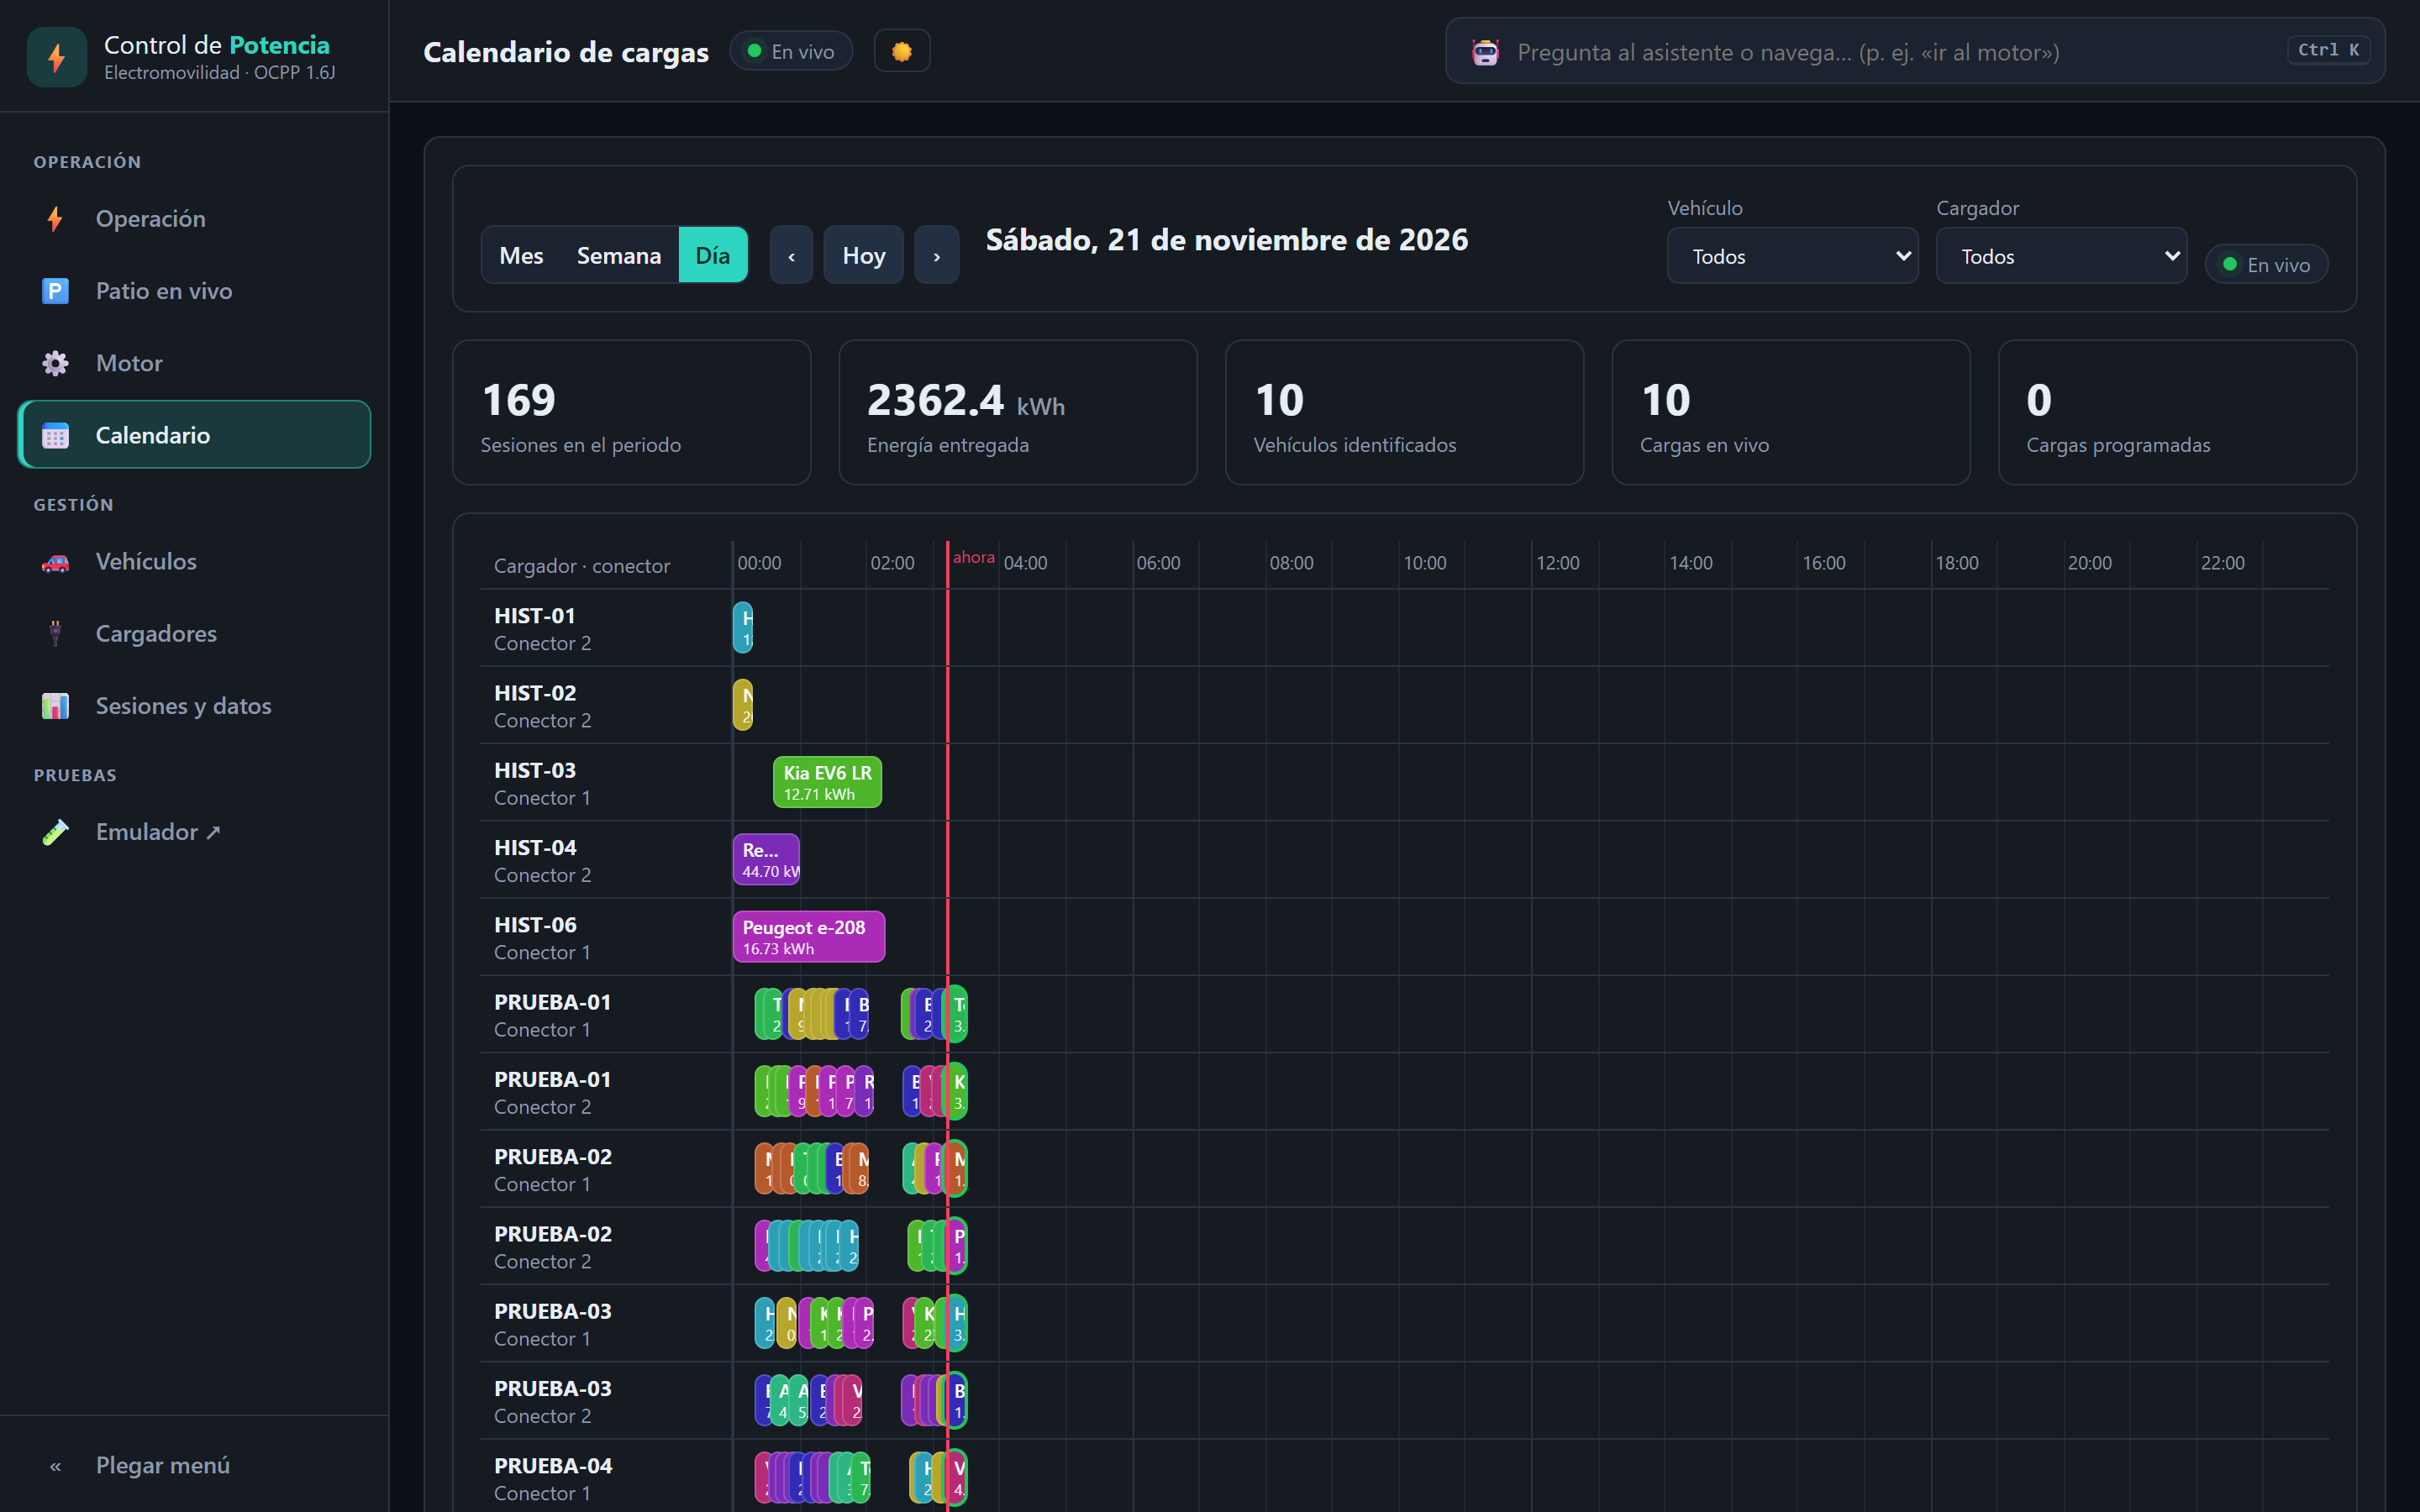 Control de Potencia
Electromovilidad · OCPP 1.6J
OPERACIÓN
Operación
Patio en vivo
Motor
Calendario
GESTIÓN
Vehículos
Cargadores
Sesiones y datos
PRUEBAS
Emulador ↗
« Plegar menú
Calendario de cargas
En vivo
Pregunta al asistente o navega... (p. ej. «ir al motor»)
Ctrl K
Mes Semana Día ‹ Hoy ›
Sábado, 21 de noviembre de 2026
Vehículo
Todos
Cargador
Todos
En vivo
169
Sesiones en el periodo
2362.4 kWh
Energía entregada
10
Vehículos identificados
10
Cargas en vivo
0
Cargas programadas
Cargador · conector
00:00 02:00 ahora 04:00 06:00 08:00 10:00 12:00 14:00 16:00 18:00 20:00 22:00
HIST-01
Conector 2
HIST-02
Conector 2
HIST-03
Conector 1
Kia EV6 LR
12.71 kWh
HIST-04
Conector 2
Re...
44.70 kW
HIST-06
Conector 1
Peugeot e-208
16.73 kWh
PRUEBA-01
Conector 1
PRUEBA-01
Conector 2
PRUEBA-02
Conector 1
PRUEBA-02
Conector 2
PRUEBA-03
Conector 1
PRUEBA-03
Conector 2
PRUEBA-04
Conector 1